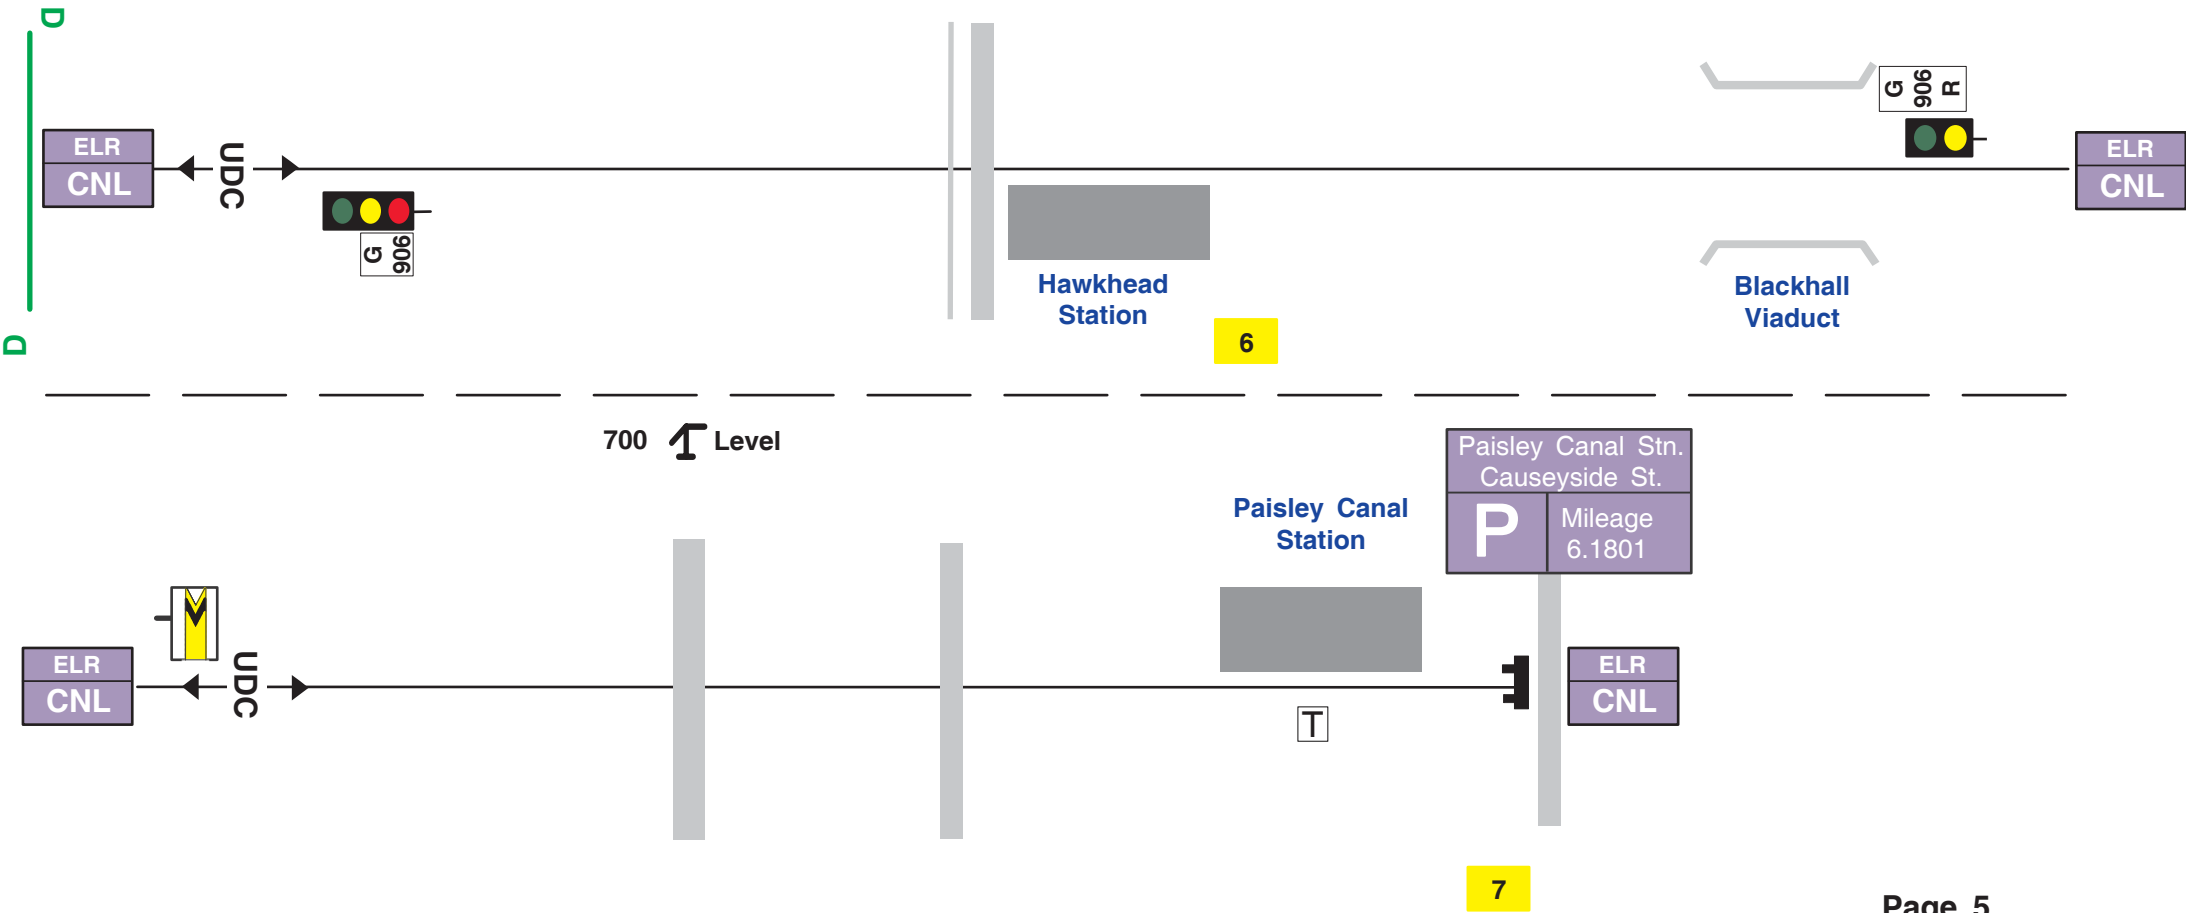 D
ELR
CNL
UDC
G
906
Hawkhead
Station
6
Blackhall
Viaduct
G
906
R
ELR
CNL
D
700 Level
ELR
CNL
UDC
Paisley Canal
Station
T
Paisley Canal Stn.
Causeyside St.
P
Mileage
6.1801
ELR
CNL
7
Page 5